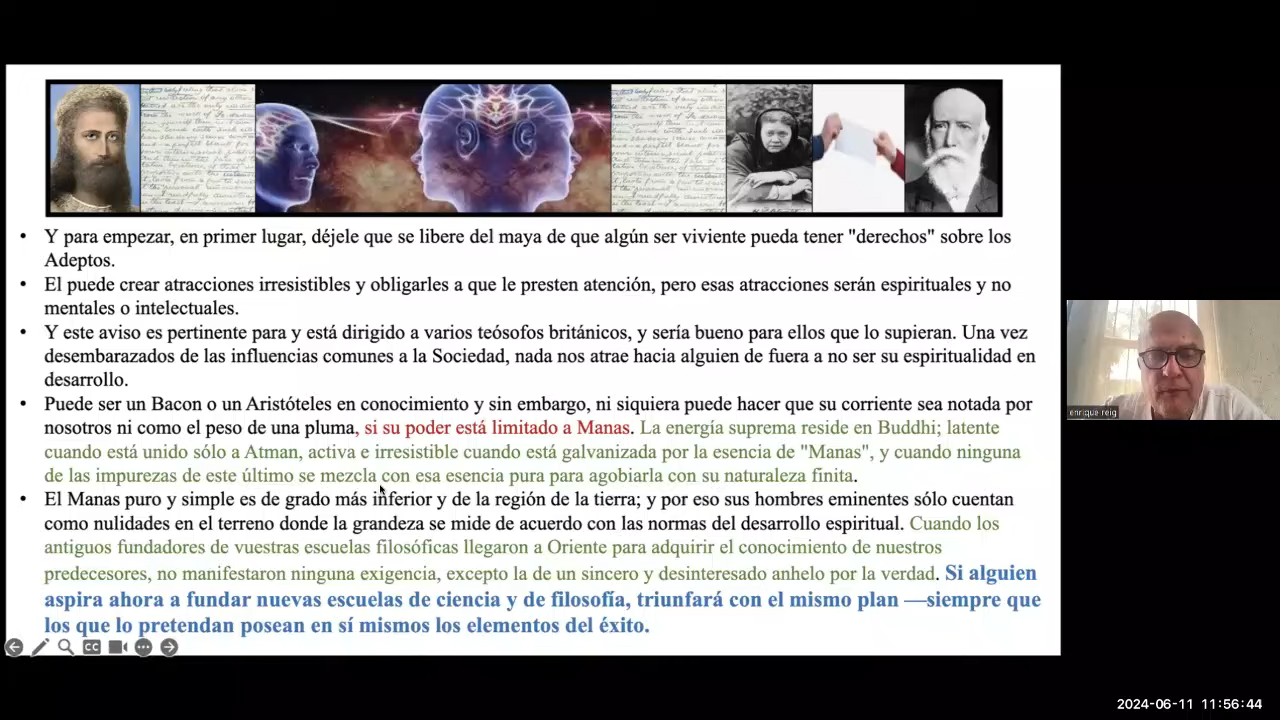 • Y para empezar, en primer lugar, déjele que se libere del maya de que algún ser viviente pueda tener "derechos" sobre los
Adeptos.
• El puede crear atracciones irresistibles y obligarles a que le presten atención, pero esas atracciones serán espirituales y no
mentales o intelectuales.
• Y este aviso es pertinente para y está dirigido a varios teósofos británicos, y sería bueno para ellos que lo supieran. Una vez
desembarazados de las influencias comunes a la Sociedad, nada nos atrae hacia alguien de fuera a no ser su espiritualidad en
desarrollo.
• Puede ser un Bacon o un Aristóteles en conocimiento y sin embargo, ni siquiera puede hacer que su corriente sea notada por
nosotros ni como el peso de una pluma, si su poder está limitado a Manas. La energía suprema reside en Buddhi; latente
cuando está unido sólo a Atman, activa e irresistible cuando está galvanizada por la esencia de "Manas", y cuando ninguna
de las impurezas de este último se mezcla con esa esencia pura para agobiarla con su naturaleza finita.
• El Manas puro y simple es de grado más inferior y de la región de la tierra; y por eso sus hombres eminentes sólo cuentan
como nulidades en el terreno donde la grandeza se mide de acuerdo con las normas del desarrollo espiritual. Cuando los
antiguos fundadores de vuestras escuelas filosóficas llegaron a Oriente para adquirir el conocimiento de nuestros
predecesores, no manifestaron ninguna exigencia, excepto la de un sincero y desinteresado anhelo por la verdad. Si alguien
aspira ahora a fundar nuevas escuelas de ciencia y de filosofía, triunfará con el mismo plan —siempre que
los que lo pretendan posean en sí mismos los elementos del éxito.
CC
enrique reig
2024-06-11 11:56:44